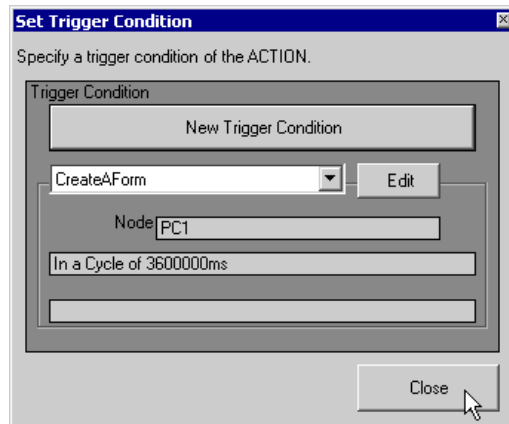 Set Trigger Condition
Specify a trigger condition of the ACTION.
Trigger Condition
New Trigger Condition
CreateAForm
Edit
Node PC1
In a Cycle of 3600000ms
Close